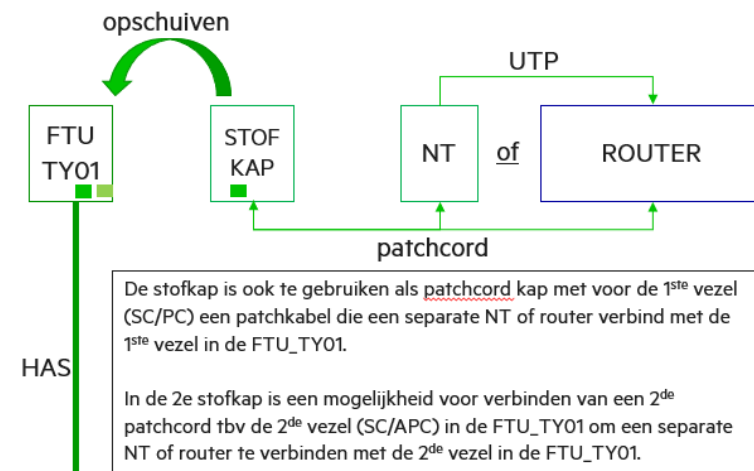 opschuiven
UTP
FTU
TY01
STOF
KAP
NT
of
ROUTER
patchcord
De stofkap is ook te gebruiken als patchcord kap met voor de 1ste vezel
(SC/PC) een patchkabel die een separate NT of router verbind met de
1ste vezel in de FTU_TY01.
HAS
In de 2e stofkap is een mogelijkheid voor verbinden van een 2de
patchcord tbv de 2de vezel (SC/APC) in de FTU_TY01 om een separate
NT of router te verbinden met de 2de vezel in de FTU_TY01.